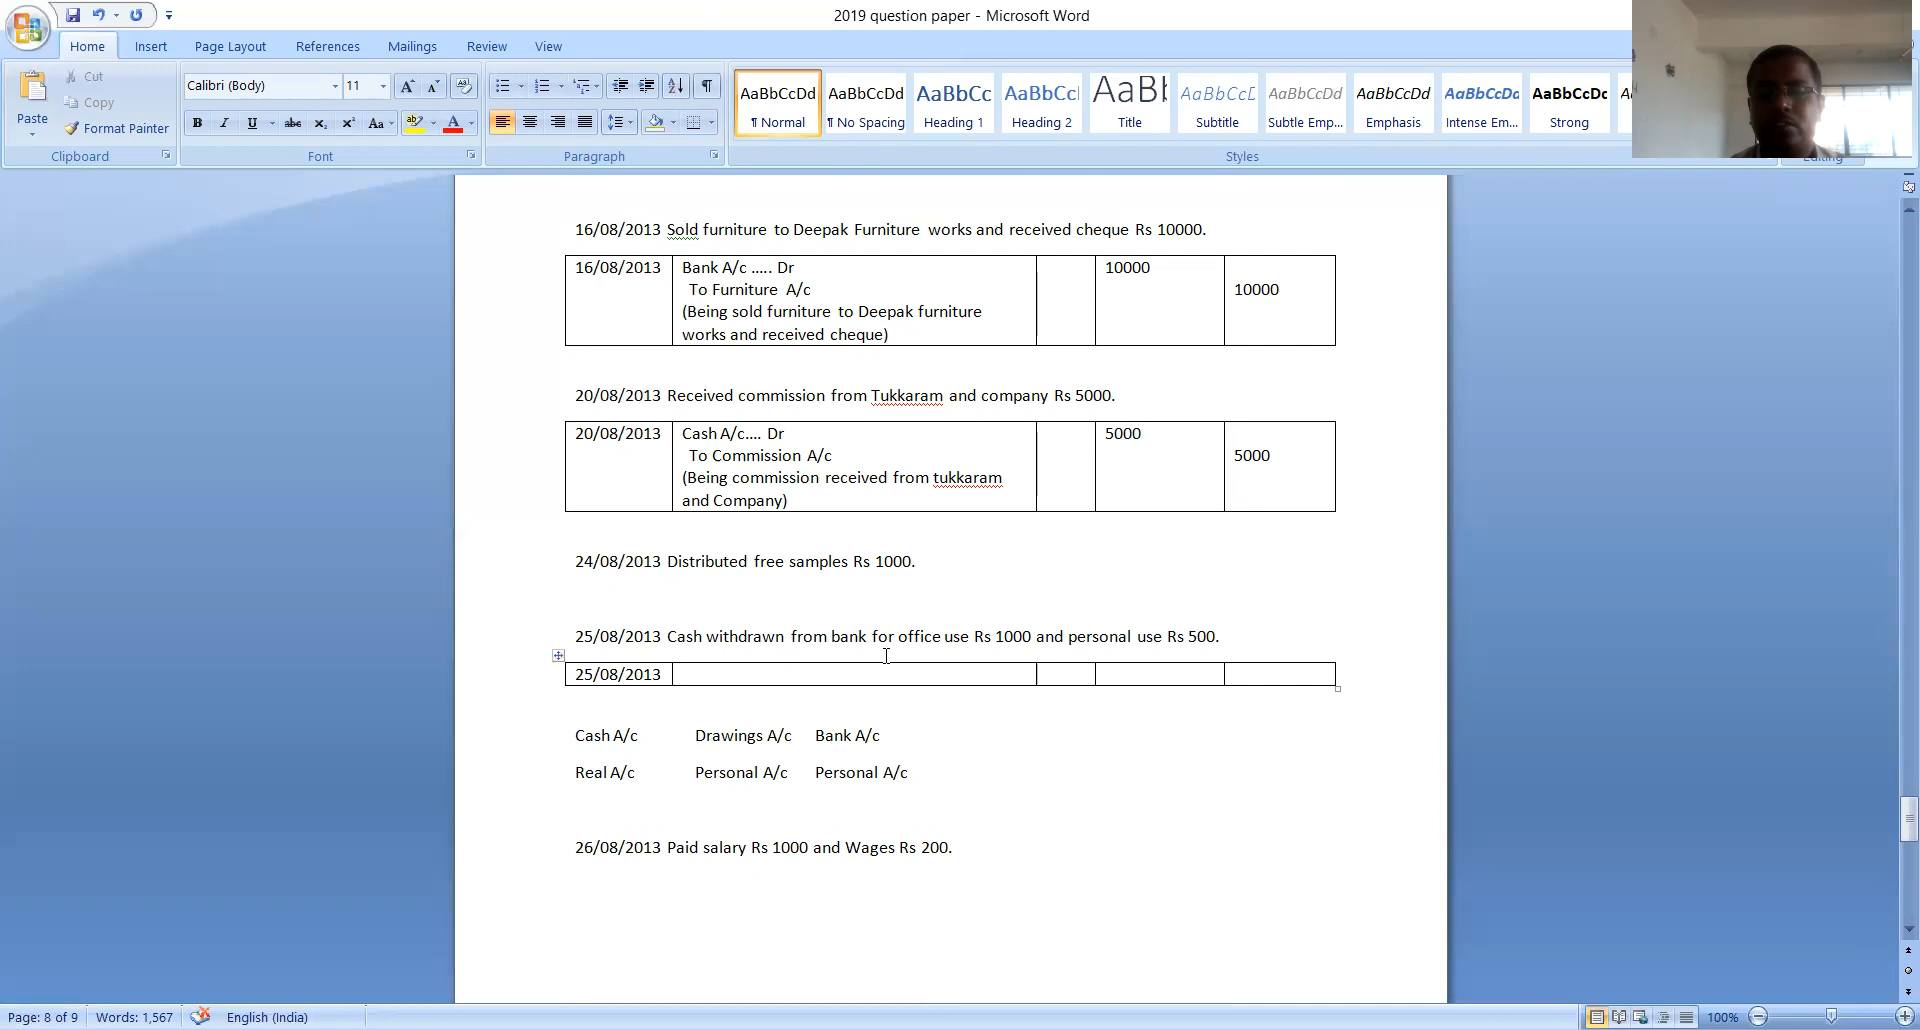 2019 question paper - Microsoft Word
Home Insert Page Layout References Mailings Review View
Paste
Cut
Copy
Format Painter
Clipboard
Calibri (Body) 11
B I U abc x₂ x² Aa
Font
Paragraph
AaBbCcDd AaBbCcDd AaBbCc AaBbCc AaBb AaBbCcD AaBbCcDd AaBbCcDd AaBbCcDd AaBbCcDc
¶ Normal ¶ No Spacing Heading 1 Heading 2 Title Subtitle Subtle Emp... Emphasis Intense Em... Strong
Styles
Editing
16/08/2013 Sold furniture to Deepak Furniture works and received cheque Rs 10000.
16/08/2013 Bank A/c ..... Dr 10000
To Furniture A/c 10000
(Being sold furniture to Deepak furniture
works and received cheque)
20/08/2013 Received commission from Tukkaram and company Rs 5000.
20/08/2013 Cash A/c.... Dr 5000
To Commission A/c 5000
(Being commission received from tukkaram
and Company)
24/08/2013 Distributed free samples Rs 1000.
25/08/2013 Cash withdrawn from bank for office use Rs 1000 and personal use Rs 500.
25/08/2013
Cash A/c Drawings A/c Bank A/c
Real A/c Personal A/c Personal A/c
26/08/2013 Paid salary Rs 1000 and Wages Rs 200.
Page: 8 of 9 Words: 1,567 English (India) 100%